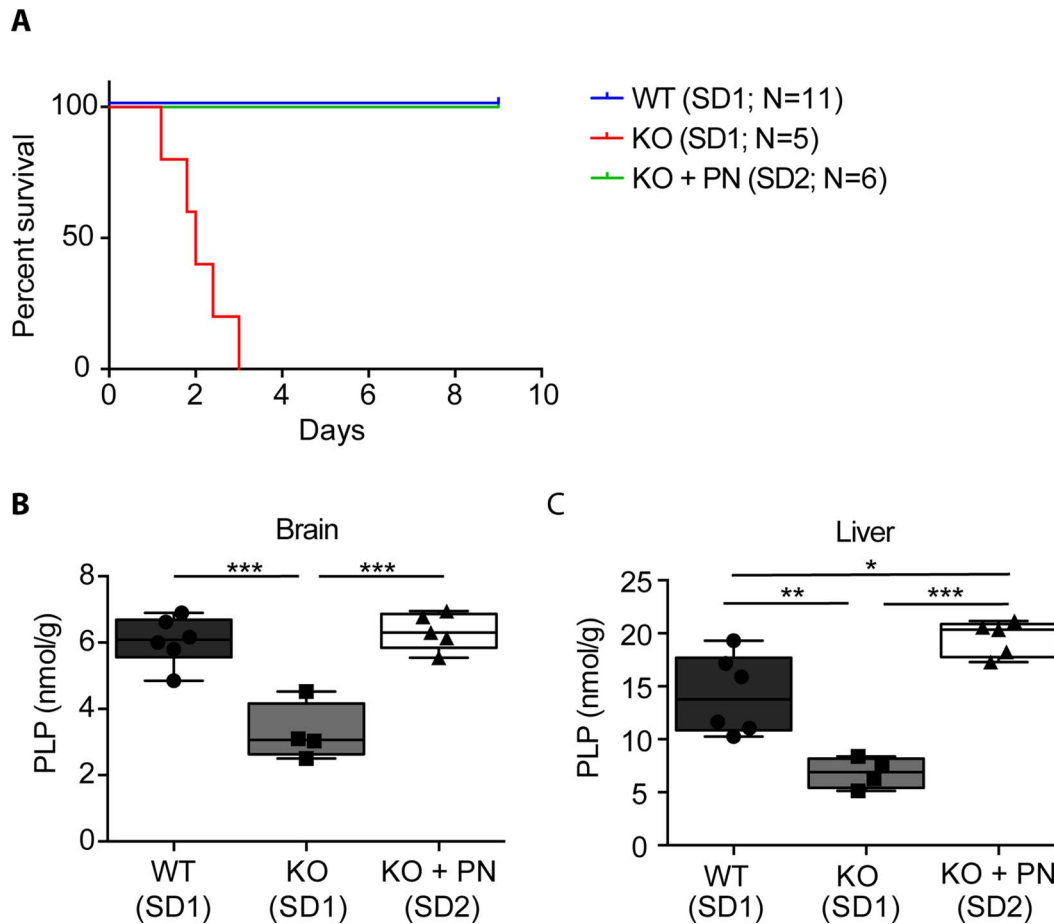 A
Percent survival
100
50
0
0 2 4 6 8 10
Days
WT (SD1; N=11)
KO (SD1; N=5)
KO + PN (SD2; N=6)
B
Brain
PLP (nmol/g)
8
6
4
2
0
*** ***
WT KO KO + PN
(SD1) (SD1) (SD2)
C
Liver
PLP (nmol/g)
25
20
15
10
5
0
*
** ***
WT KO KO + PN
(SD1) (SD1) (SD2)